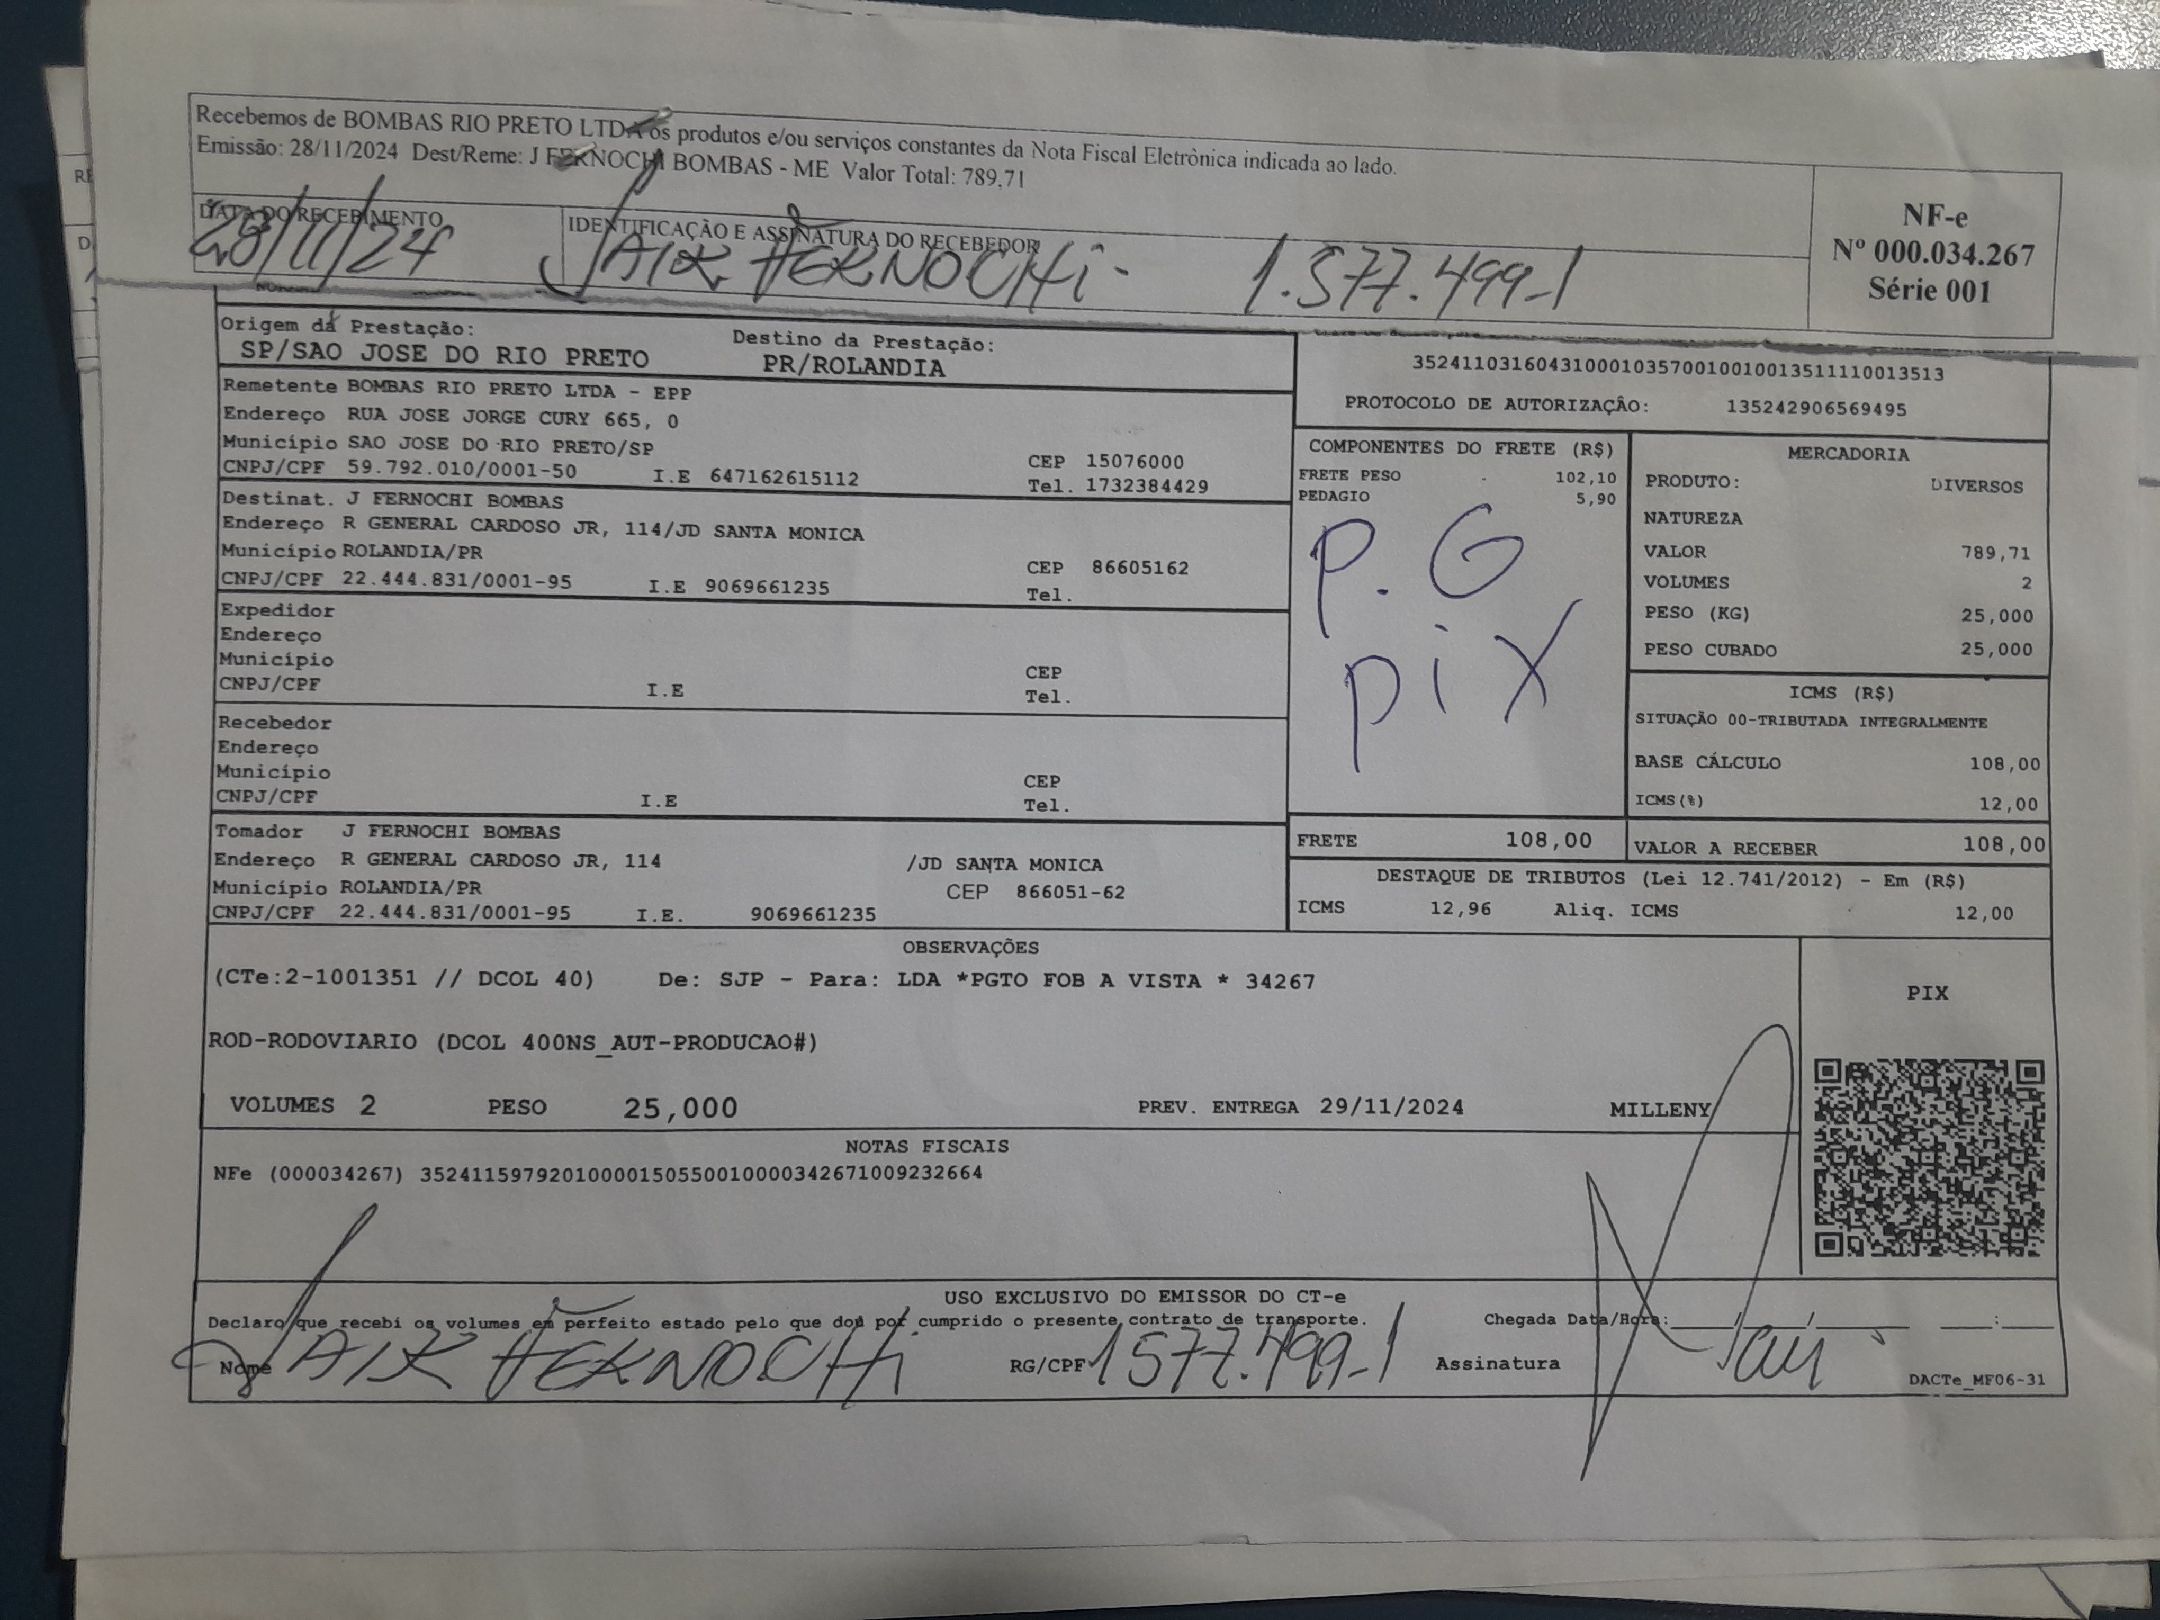 Recebemos de BOMBAS RIO PRETO LTDA os produtos e/ou serviços constantes da Nota Fiscal Eletrônica indicada ao lado.
Emissão: 28/11/2024 Dest/Reme: J FERNOCHI BOMBAS - ME Valor Total: 789,71
DATA DO RECEBIMENTO
28/11/24
IDENTIFICAÇÃO E ASSINATURA DO RECEBEDOR
JAIR FERNOCHI - 1.577.499-1
NF-e
Nº 000.034.267
Série 001
Origem da Prestação:
SP/SAO JOSE DO RIO PRETO
Destino da Prestação:
PR/ROLANDIA
35241103160431000103570010010013511110013513
PROTOCOLO DE AUTORIZAÇÂO: 135242906569495
Remetente BOMBAS RIO PRETO LTDA - EPP
Endereço RUA JOSE JORGE CURY 665, 0
Município SAO JOSE DO RIO PRETO/SP
CEP 15076000
CNPJ/CPF 59.792.010/0001-50 I.E 647162615112
Tel. 1732384429
Destinat. J FERNOCHI BOMBAS
Endereço R GENERAL CARDOSO JR, 114/JD SANTA MONICA
Município ROLANDIA/PR
CEP 86605162
CNPJ/CPF 22.444.831/0001-95 I.E 9069661235
Tel.
Expedidor
Endereço
Município
CEP
CNPJ/CPF I.E
Tel.
Recebedor
Endereço
Município
CEP
CNPJ/CPF I.E
Tel.
Tomador J FERNOCHI BOMBAS
Endereço R GENERAL CARDOSO JR, 114 /JD SANTA MONICA
Município ROLANDIA/PR CEP 866051-62
CNPJ/CPF 22.444.831/0001-95 I.E. 9069661235
COMPONENTES DO FRETE (R$)
FRETE PESO 102,10
PEDAGIO 5,90
P.G
PiX
MERCADORIA
PRODUTO: DIVERSOS
NATUREZA
VALOR 789,71
VOLUMES 2
PESO (KG) 25,000
PESO CUBADO 25,000
ICMS (R$)
SITUAÇÃO 00-TRIBUTADA INTEGRALMENTE
BASE CÁLCULO 108,00
ICMS(%) 12,00
FRETE 108,00
VALOR A RECEBER 108,00
DESTAQUE DE TRIBUTOS (Lei 12.741/2012) - Em (R$)
ICMS 12,96 Aliq. ICMS 12,00
OBSERVAÇÕES
(CTe:2-1001351 // DCOL 40) De: SJP - Para: LDA *PGTO FOB A VISTA * 34267
ROD-RODOVIARIO (DCOL 400NS_AUT-PRODUCAO#)
VOLUMES 2 PESO 25,000 PREV. ENTREGA 29/11/2024 MILLENY
PIX
NOTAS FISCAIS
NFe (000034267) 35241159792010000150550010000342671009232664
USO EXCLUSIVO DO EMISSOR DO CT-e
Declaro que recebi os volumes em perfeito estado pelo que dou por cumprido o presente contrato de transporte.
Chegada Data/Hora:____/____/____ __:__
Nome JAIR FERNOCHi RG/CPF 1577.499-1 Assinatura
DACTe_MF06-31